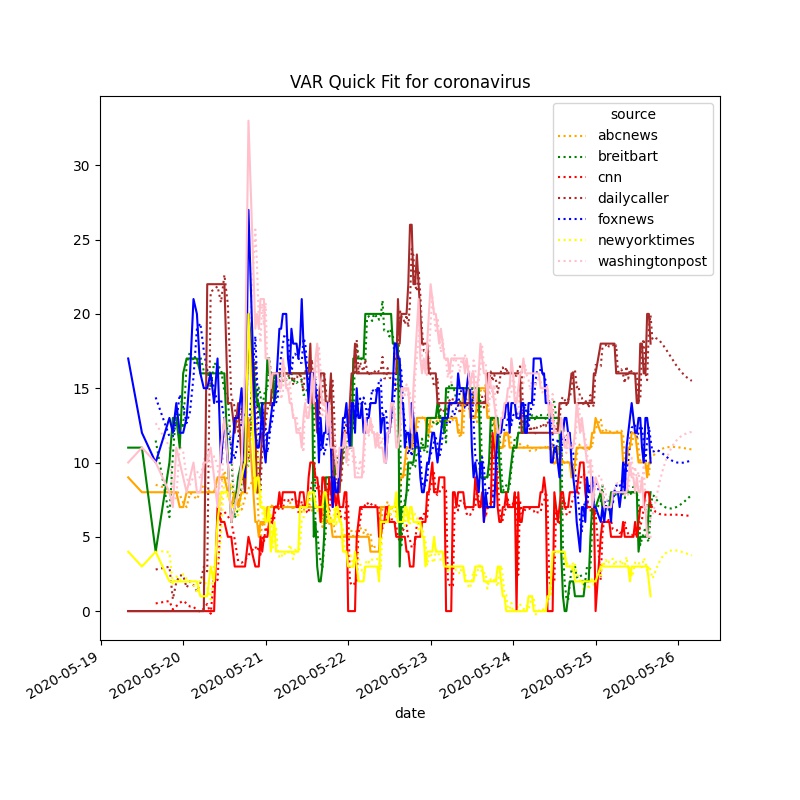 VAR Quick Fit for coronavirus
source
abcnews
breitbart
cnn
dailycaller
foxnews
newyorktimes
washingtonpost
30
25
20
15
10
5
0
2020-05-19
2020-05-20
2020-05-21
2020-05-22
2020-05-23
2020-05-24
2020-05-25
2020-05-26
date